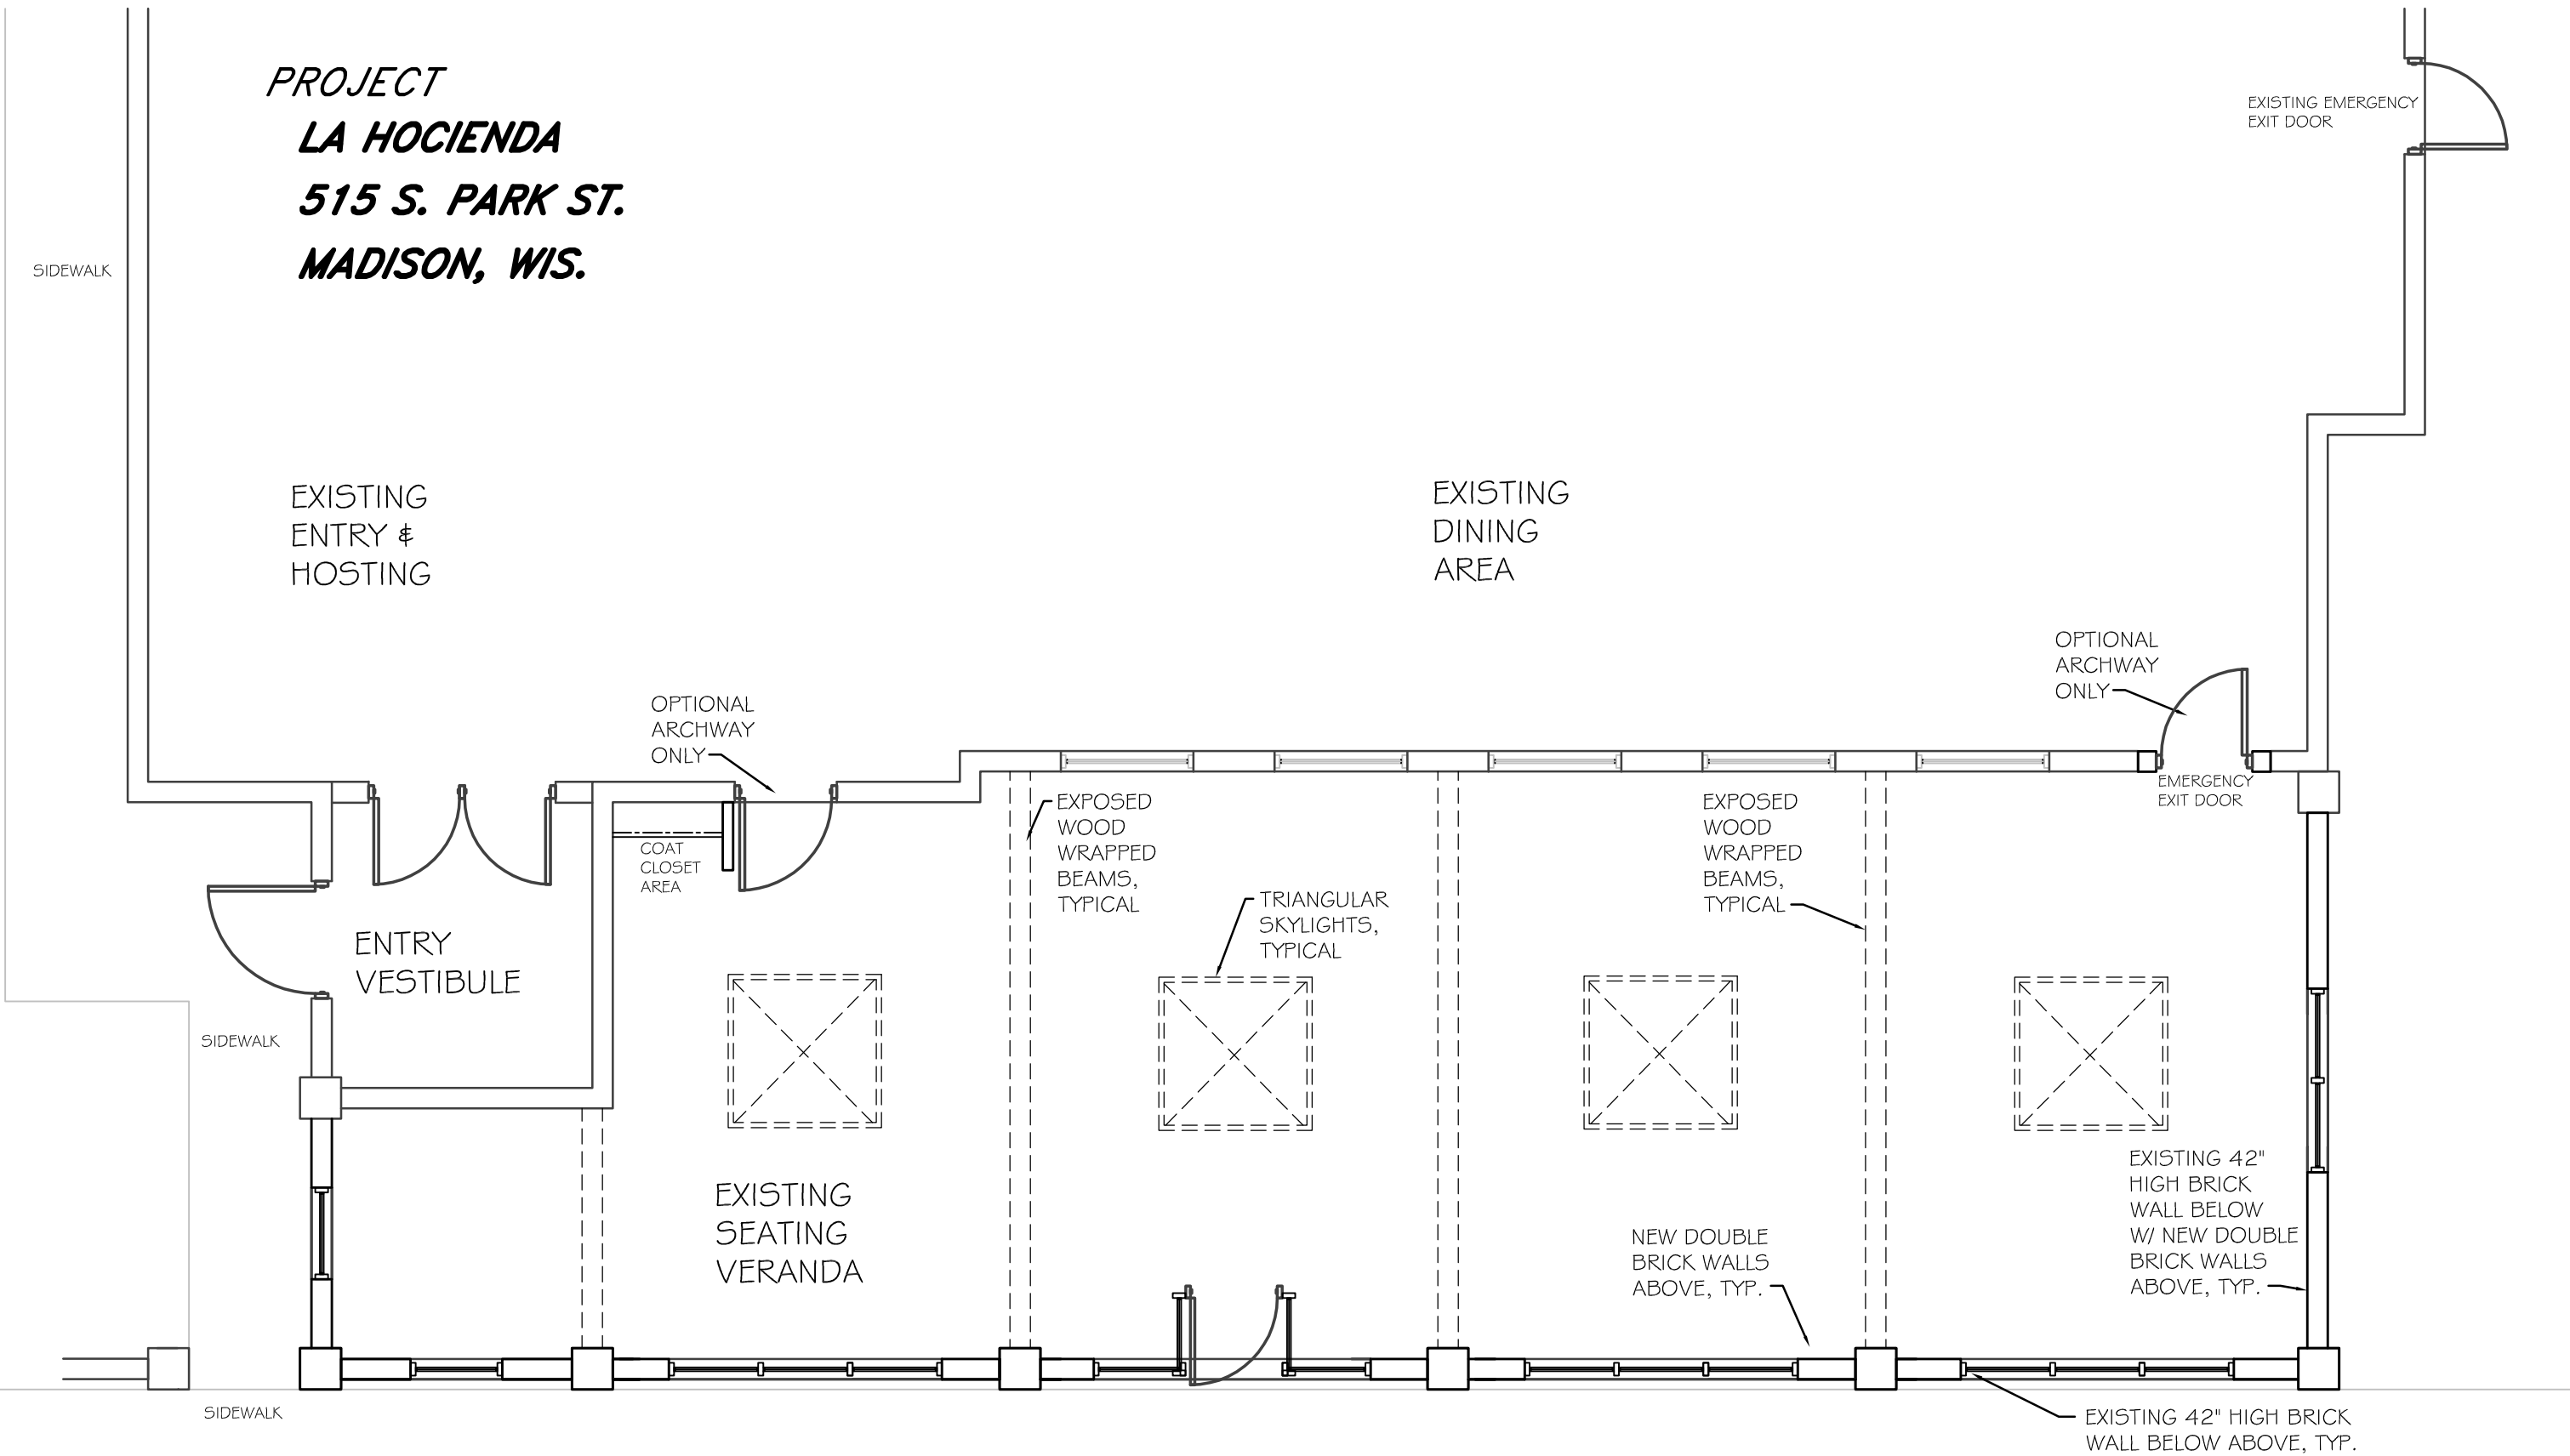 PROJECT
LA HOCIENDA
515 S. PARK ST.
MADISON, WIS.
EXISTING EMERGENCY
EXIT DOOR
SIDEWALK
EXISTING
ENTRY &
HOSTING
EXISTING
DINING
AREA
OPTIONAL
ARCHWAY
ONLY
OPTIONAL
ARCHWAY
ONLY
EMERGENCY
EXIT DOOR
COAT
CLOSET
AREA
EXPOSED
WOOD
WRAPPED
BEAMS,
TYPICAL
EXPOSED
WOOD
WRAPPED
BEAMS,
TYPICAL
TRIANGULAR
SKYLIGHTS,
TYPICAL
ENTRY
VESTIBULE
SIDEWALK
EXISTING
SEATING
VERANDA
NEW DOUBLE
BRICK WALLS
ABOVE, TYP.
EXISTING 42"
HIGH BRICK
WALL BELOW
W/ NEW DOUBLE
BRICK WALLS
ABOVE, TYP.
SIDEWALK
EXISTING 42" HIGH BRICK
WALL BELOW ABOVE, TYP.